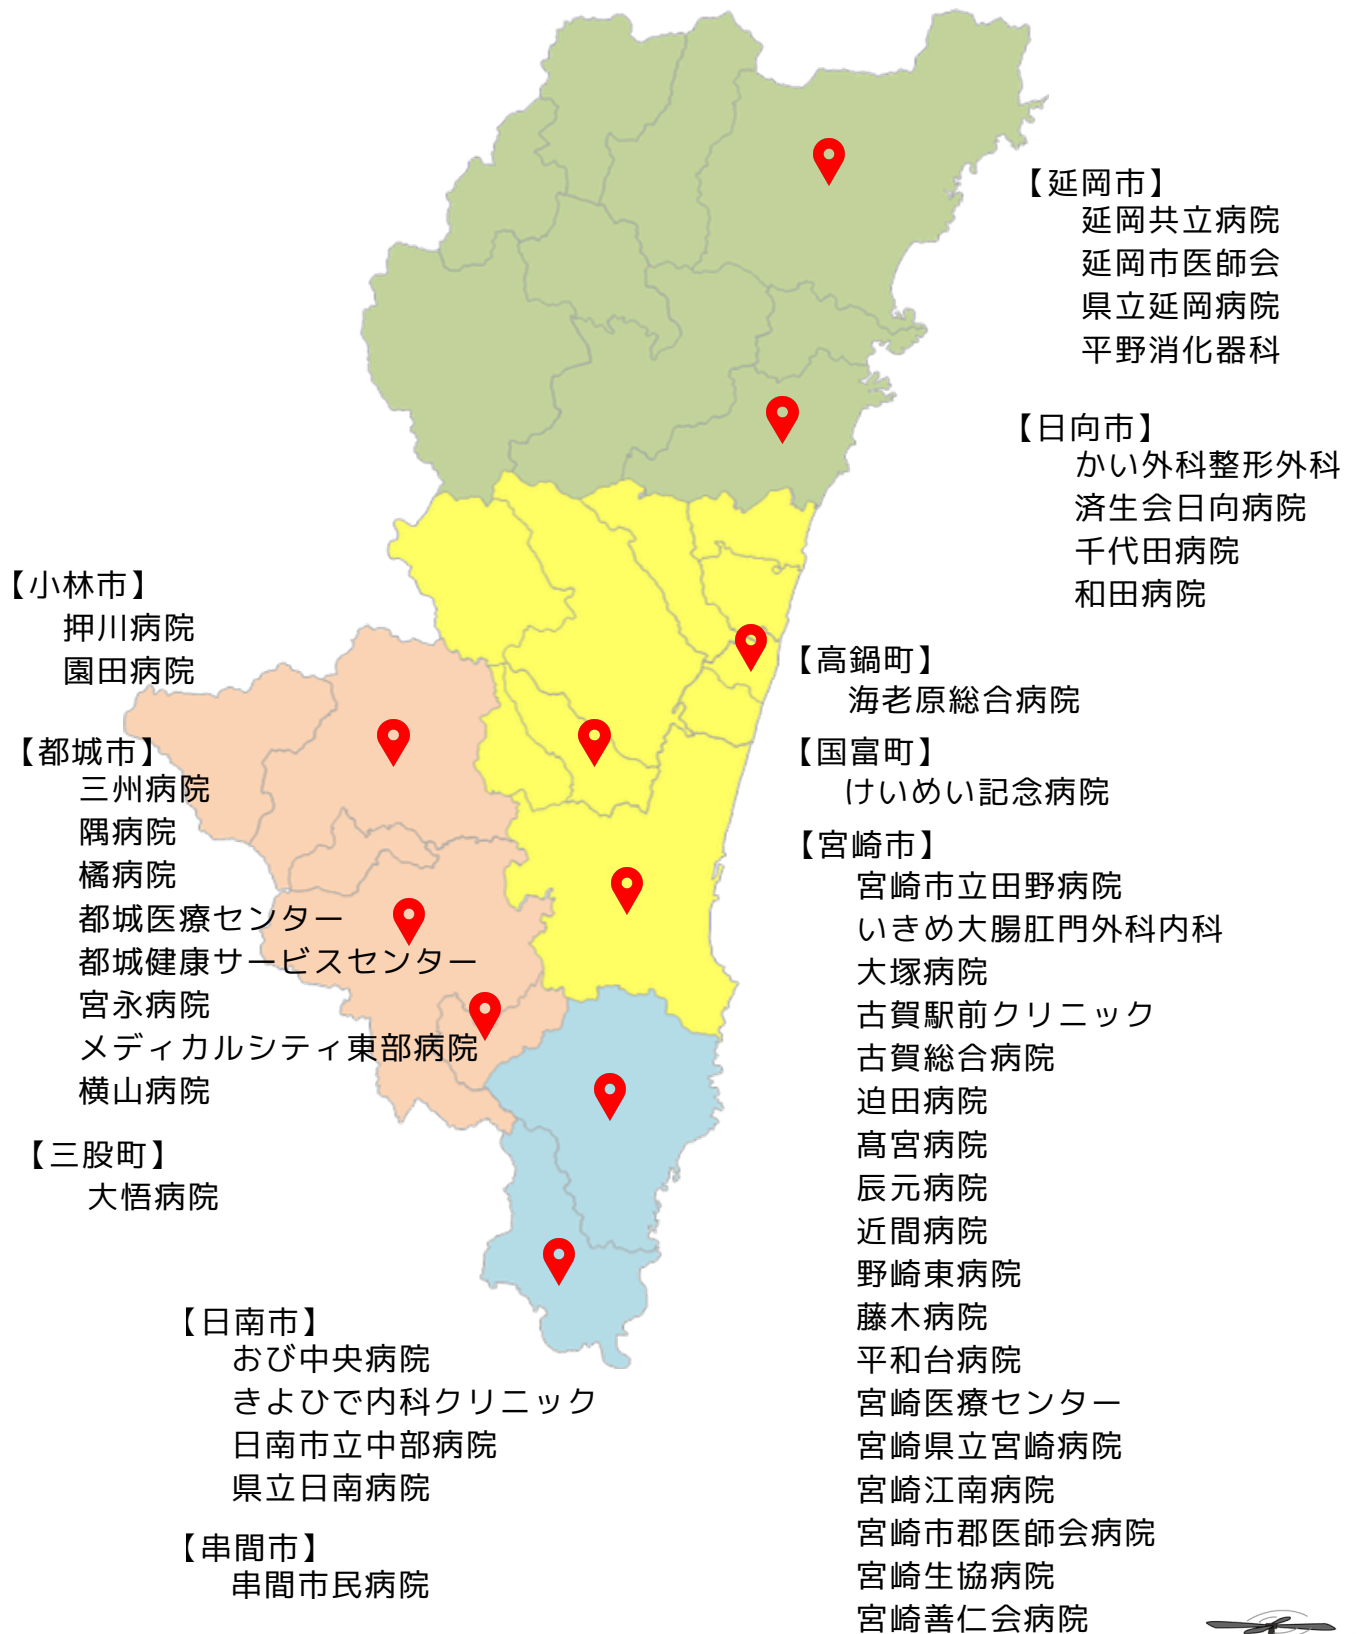 【延岡市】
延岡共立病院
延岡市医師会
県立延岡病院
平野消化器科
【日向市】
かい外科整形外科
済生会日向病院
千代田病院
和田病院
【小林市】
押川病院
園田病院
【都城市】
三州病院
隅病院
橘病院
都城医療センター
都城健康サービスセンター
宮永病院
メディカルシティ東部病院
横山病院
【三股町】
大悟病院
【高鍋町】
海老原総合病院
【国富町】
けいめい記念病院
【宮崎市】
宮崎市立田野病院
いきめ大腸肛門外科内科
大塚病院
古賀駅前クリニック
古賀総合病院
迫田病院
髙宮病院
辰元病院
近間病院
野崎東病院
藤木病院
平和台病院
宮崎医療センター
宮崎県立宮崎病院
宮崎江南病院
宮崎市郡医師会病院
宮崎生協病院
宮崎善仁会病院
【日南市】
おび中央病院
きよひで内科クリニック
日南市立中部病院
県立日南病院
【串間市】
串間市民病院